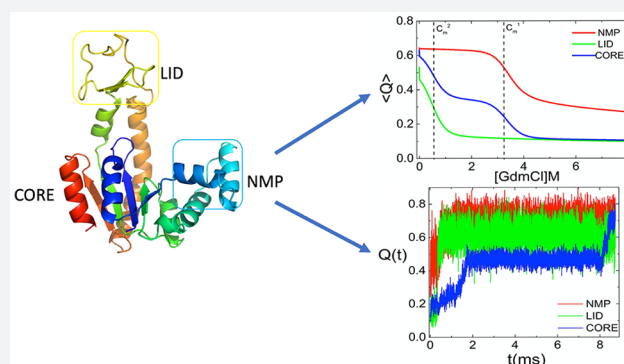 LID
CORE
NMP
0.8
0.6
0.4
0.2
0.0
<Q>
C_m^2
C_m^1
NMP
LID
CORE
0 2 4 6
[GdmCl]M
0.8
0.6
0.4
0.2
0.0
Q(t)
NMP
LID
CORE
0 2 4 6 8
t(ms)